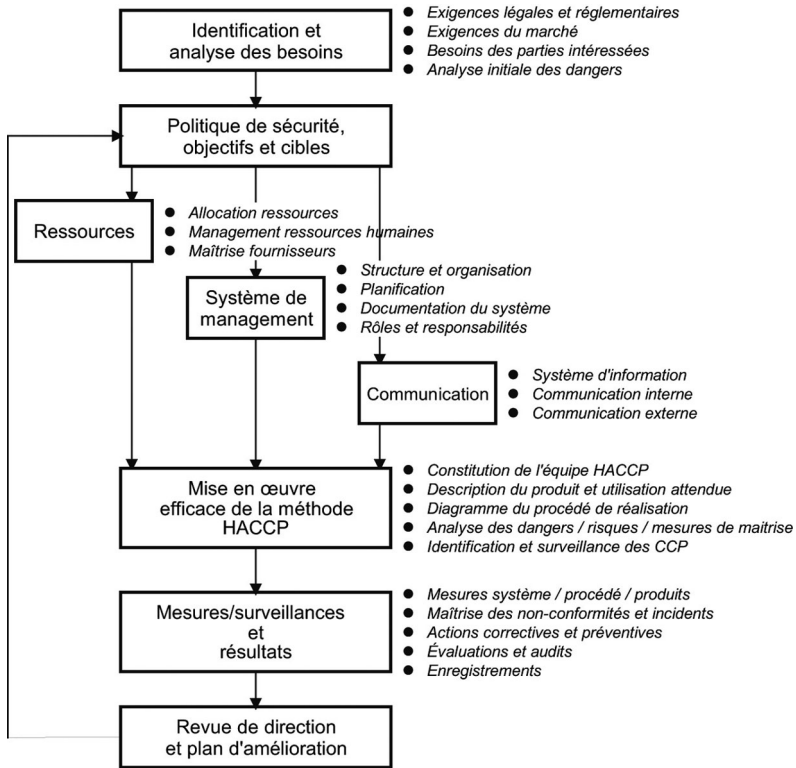 Identification et
analyse des besoins
● Exigences légales et réglementaires
● Exigences du marché
● Besoins des parties intéressées
● Analyse initiale des dangers
Politique de sécurité,
objectifs et cibles
Ressources
● Allocation ressources
● Management ressources humaines
● Maîtrise fournisseurs
Système de
management
● Structure et organisation
● Planification
● Documentation du système
● Rôles et responsabilités
Communication
● Système d'information
● Communication interne
● Communication externe
Mise en œuvre
efficace de la méthode
HACCP
● Constitution de l'équipe HACCP
● Description du produit et utilisation attendue
● Diagramme du procédé de réalisation
● Analyse des dangers / risques / mesures de maitrise
● Identification et surveillance des CCP
Mesures/surveillances
et
résultats
● Mesures système / procédé / produits
● Maîtrise des non-conformités et incidents
● Actions correctives et préventives
● Évaluations et audits
● Enregistrements
Revue de direction
et plan d'amélioration